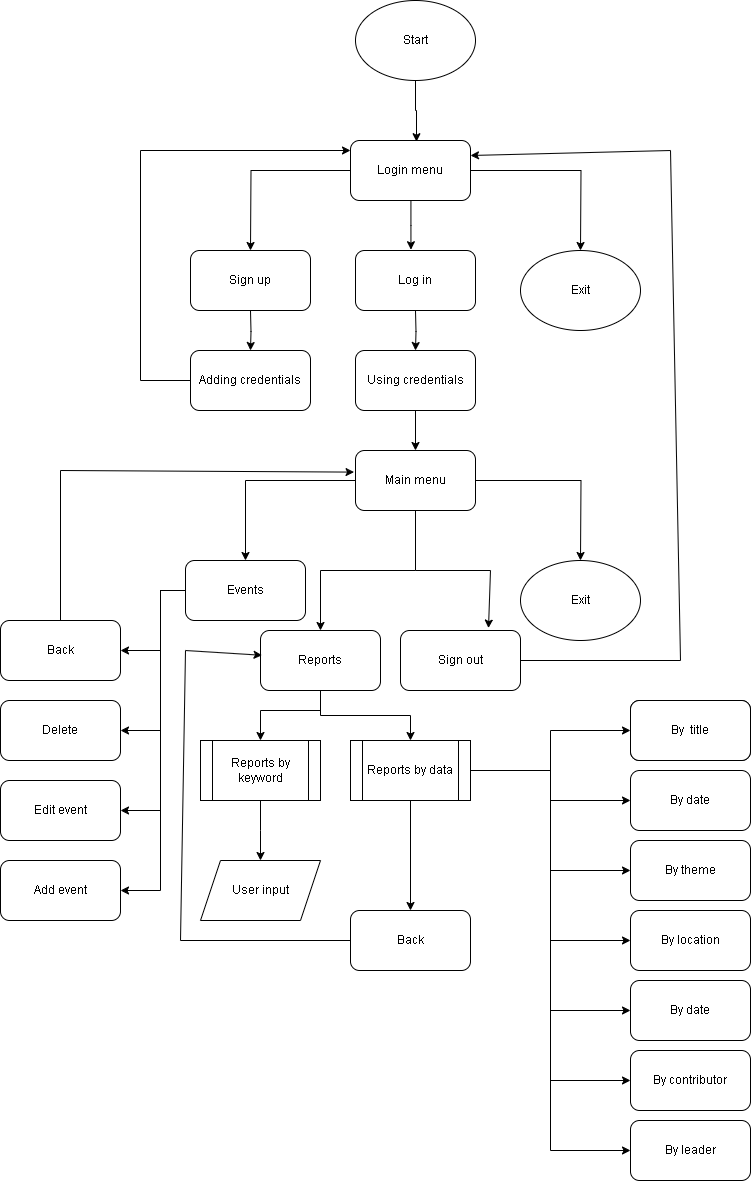 Start
Login menu
Sign up
Log in
Exit
Adding credentials
Using credentials
Main menu
Events
Exit
Back
Reports
Sign out
Delete
By  title
Reports by
keyword
Reports by data
Edit event
By date
By theme
Add event
User input
Back
By location
By date
By contributor
By leader